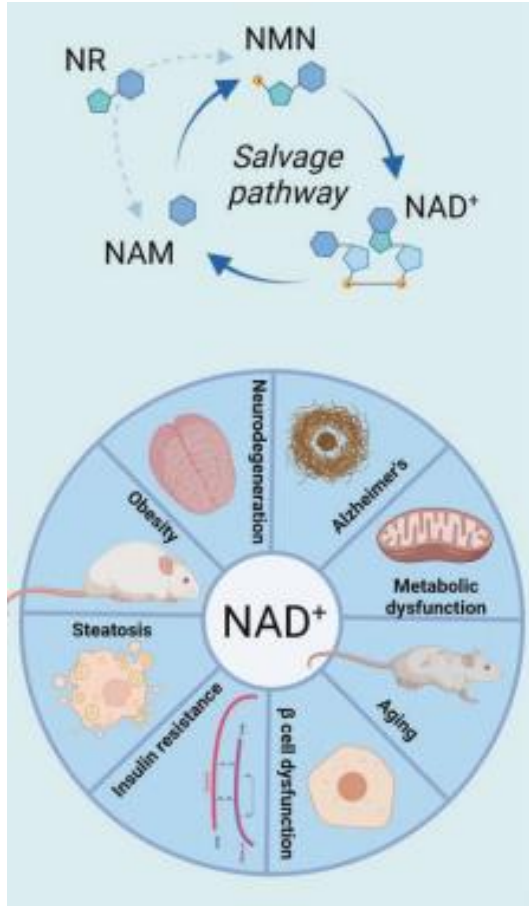 NR
NMN
Salvage
pathway
NAD⁺
NAM
Neurodegeneration
Alzheimer's
Obesity
Metabolic
dysfunction
NAD⁺
Steatosis
Aging
Insulin resistance
β cell dysfunction